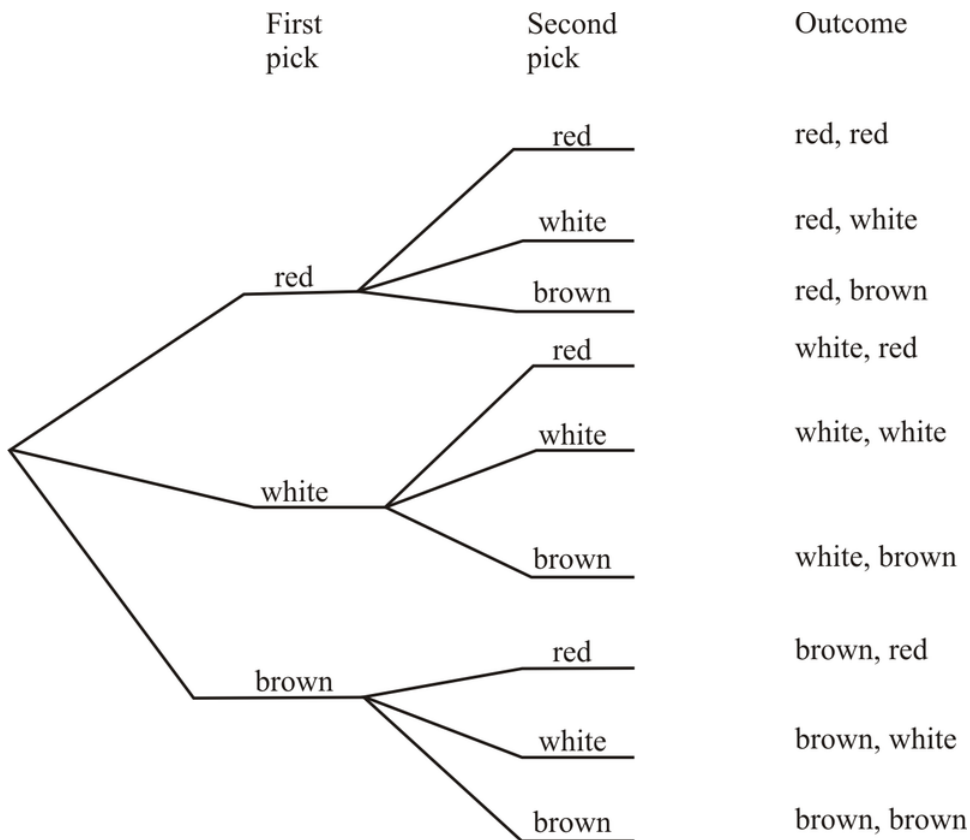 First Second Outcome
pick pick
red red, red
white red, white
red brown red, brown
red white, red
white white, white
white
brown white, brown
red brown, red
brown
white brown, white
brown brown, brown